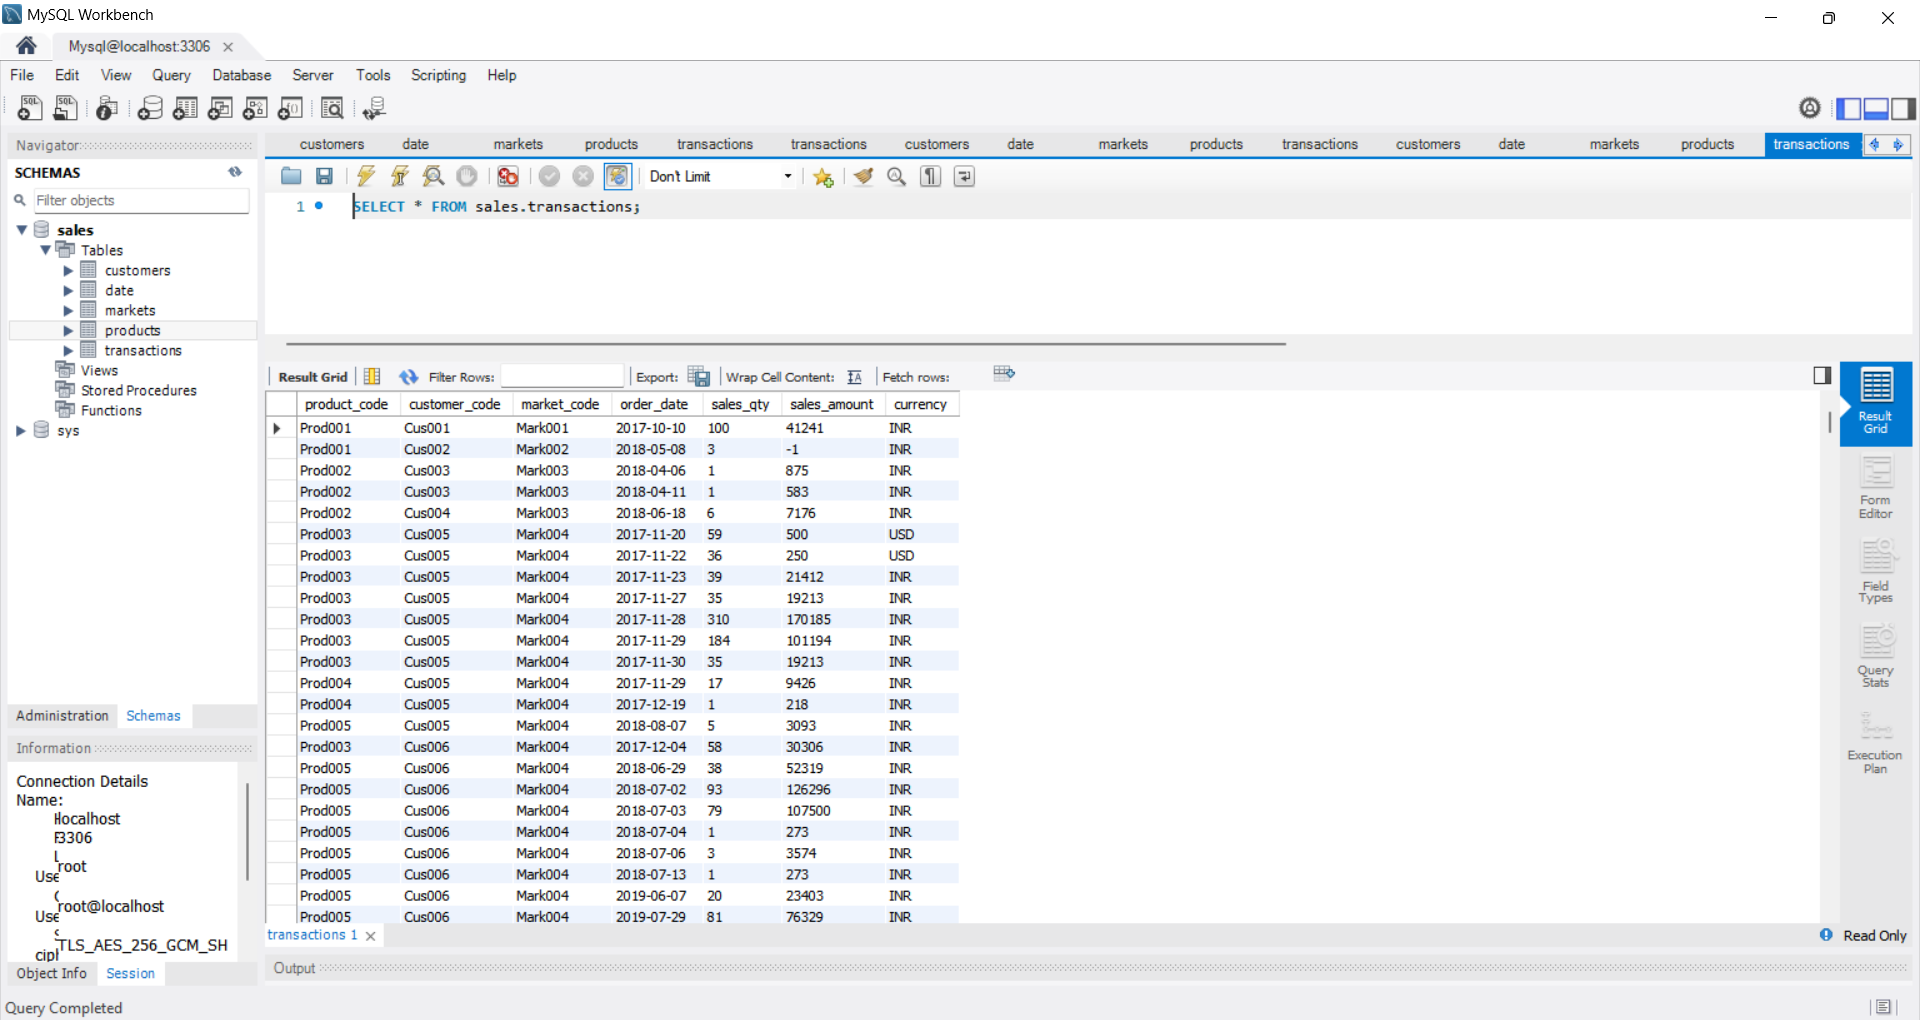 MySQL Workbench
Mysql@localhost:3306
File Edit View Query Database Server Tools Scripting Help
Navigator
customers date markets products transactions transactions customers date markets products transactions customers date markets products transactions
SCHEMAS
Don't Limit
Filter objects
1 SELECT * FROM sales.transactions;
sales
Tables
customers
date
markets
products
transactions
Views
Stored Procedures
Functions
sys
Result Grid Filter Rows: Export: Wrap Cell Content: Fetch rows:
product_code customer_code market_code order_date sales_qty sales_amount currency
Prod001 Cus001 Mark001 2017-10-10 100 41241 INR
Prod001 Cus002 Mark002 2018-05-08 3 -1 INR
Prod002 Cus003 Mark003 2018-04-06 1 875 INR
Prod002 Cus003 Mark003 2018-04-11 1 583 INR
Prod002 Cus004 Mark003 2018-06-18 6 7176 INR
Prod003 Cus005 Mark004 2017-11-20 59 500 USD
Prod003 Cus005 Mark004 2017-11-22 36 250 USD
Prod003 Cus005 Mark004 2017-11-23 39 21412 INR
Prod003 Cus005 Mark004 2017-11-27 35 19213 INR
Prod003 Cus005 Mark004 2017-11-28 310 170185 INR
Prod003 Cus005 Mark004 2017-11-29 184 101194 INR
Prod003 Cus005 Mark004 2017-11-30 35 19213 INR
Prod004 Cus005 Mark004 2017-11-29 17 9426 INR
Prod004 Cus005 Mark004 2017-12-19 1 218 INR
Prod005 Cus005 Mark004 2018-08-07 5 3093 INR
Prod003 Cus006 Mark004 2017-12-04 58 30306 INR
Prod005 Cus006 Mark004 2018-06-29 38 52319 INR
Prod005 Cus006 Mark004 2018-07-02 93 126296 INR
Prod005 Cus006 Mark004 2018-07-03 79 107500 INR
Prod005 Cus006 Mark004 2018-07-04 1 273 INR
Prod005 Cus006 Mark004 2018-07-06 3 3574 INR
Prod005 Cus006 Mark004 2018-07-13 1 273 INR
Prod005 Cus006 Mark004 2019-06-07 20 23403 INR
Prod005 Cus006 Mark004 2019-07-29 81 76329 INR
Result
Grid
Form
Editor
Field
Types
Query
Stats
Execution
Plan
Administration Schemas
Information
Connection Details
Name:
localhost
3306
root
Use
root@localhost
Use
TLS_AES_256_GCM_SH
ciph
Object Info Session
transactions 1
Read Only
Output
Query Completed